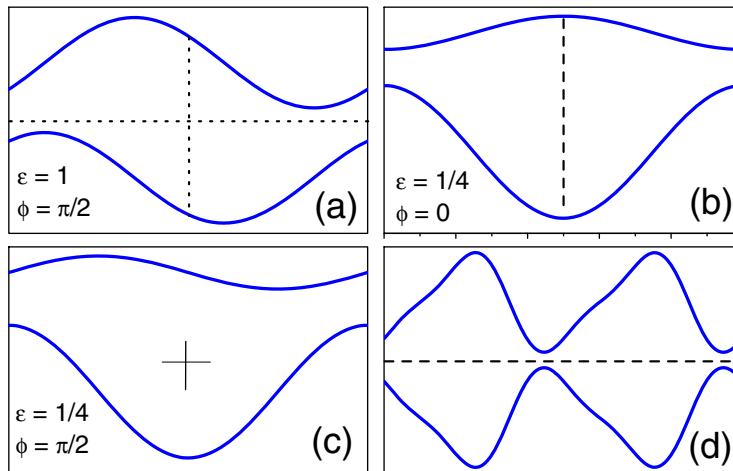 ε = 1
ϕ = π/2
(a)
ε = 1/4
ϕ = 0
(b)
ε = 1/4
ϕ = π/2
(c)
(d)